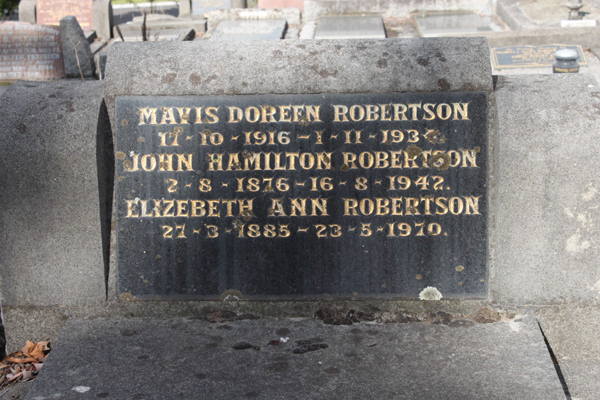 MAVIS DOREEN ROBERTSON
17-10-1916-1-11-1934
JOHN HAMILTON ROBERTSON
2-8-1876-16-8-1942.
ELIZEBETH ANN ROBERTSON
27-3-1885-23-5-1970.